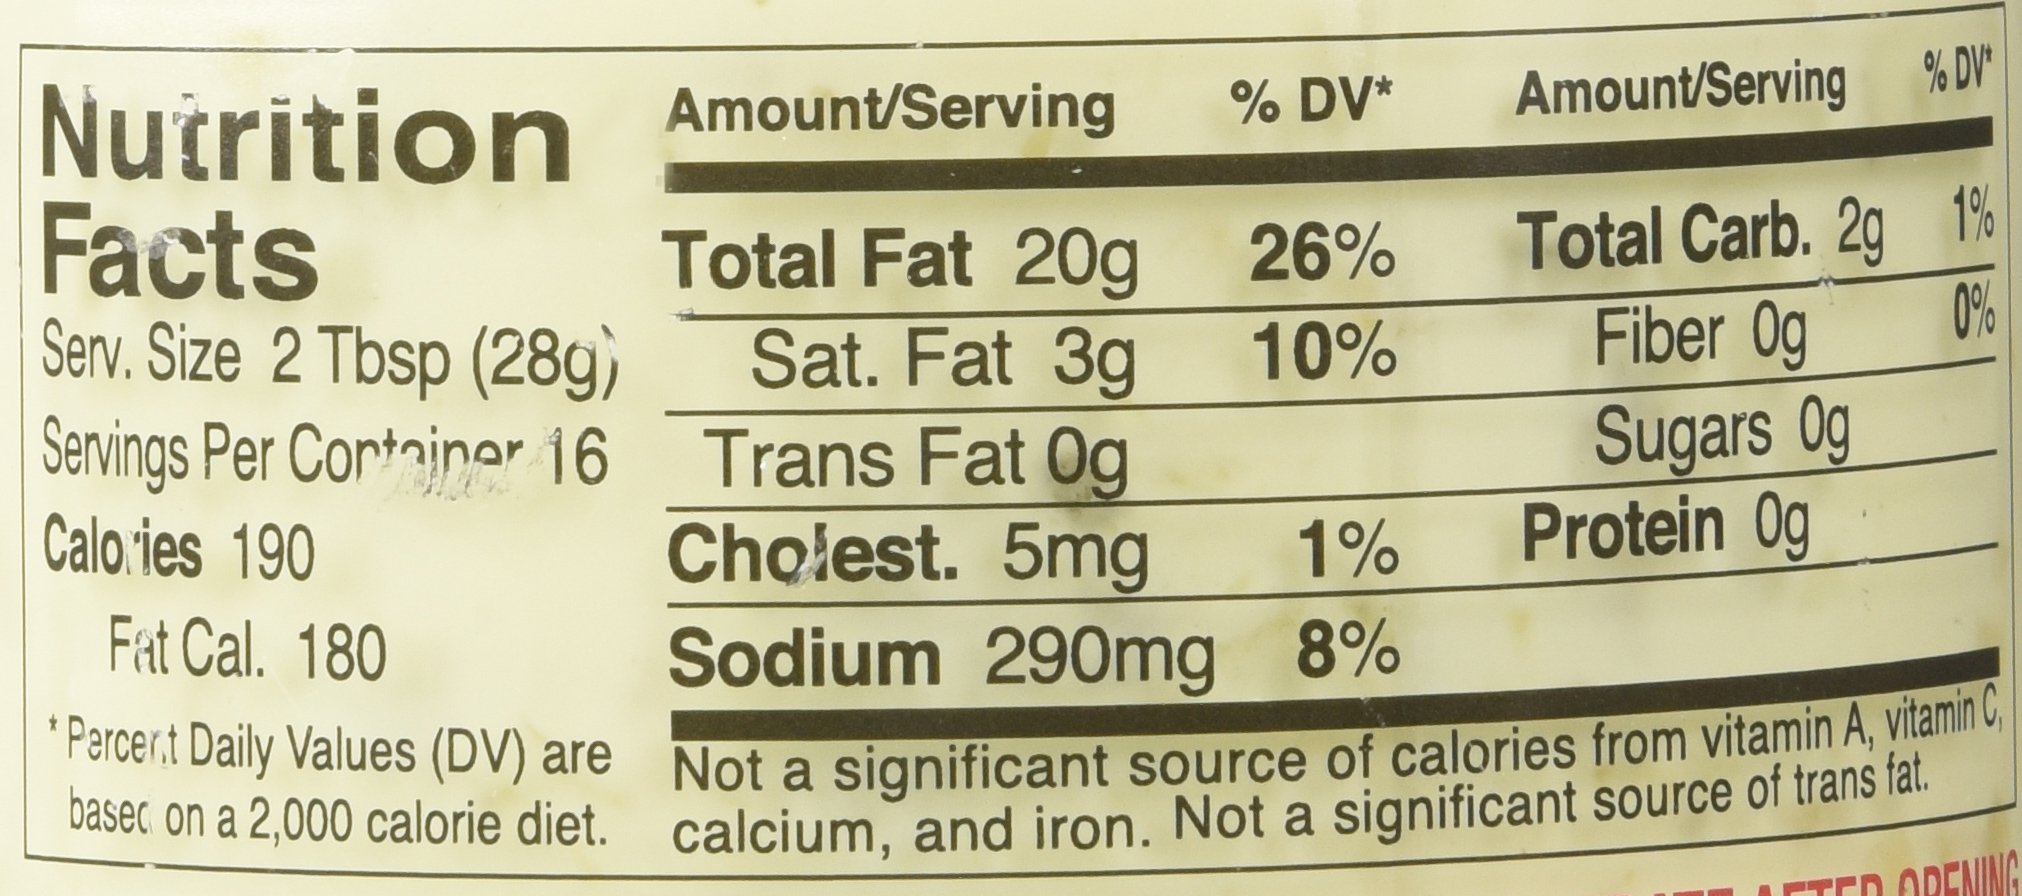 Nutrition
Facts
Serv. Size 2 Tbsp (28g)
Servings Per Container 16
Calories 190
Fat Cal. 180
* Percent Daily Values (DV) are
based on a 2,000 calorie diet.
Amount/Serving % DV* Amount/Serving % DV*
Total Fat 20g 26% Total Carb. 2g 1%
Sat. Fat 3g 10% Fiber 0g 0%
Trans Fat 0g Sugars 0g
Cholest. 5mg 1% Protein 0g
Sodium 290mg 8%
Not a significant source of calories from vitamin A, vitamin C,
calcium, and iron. Not a significant source of trans fat.
AFTER OPENING